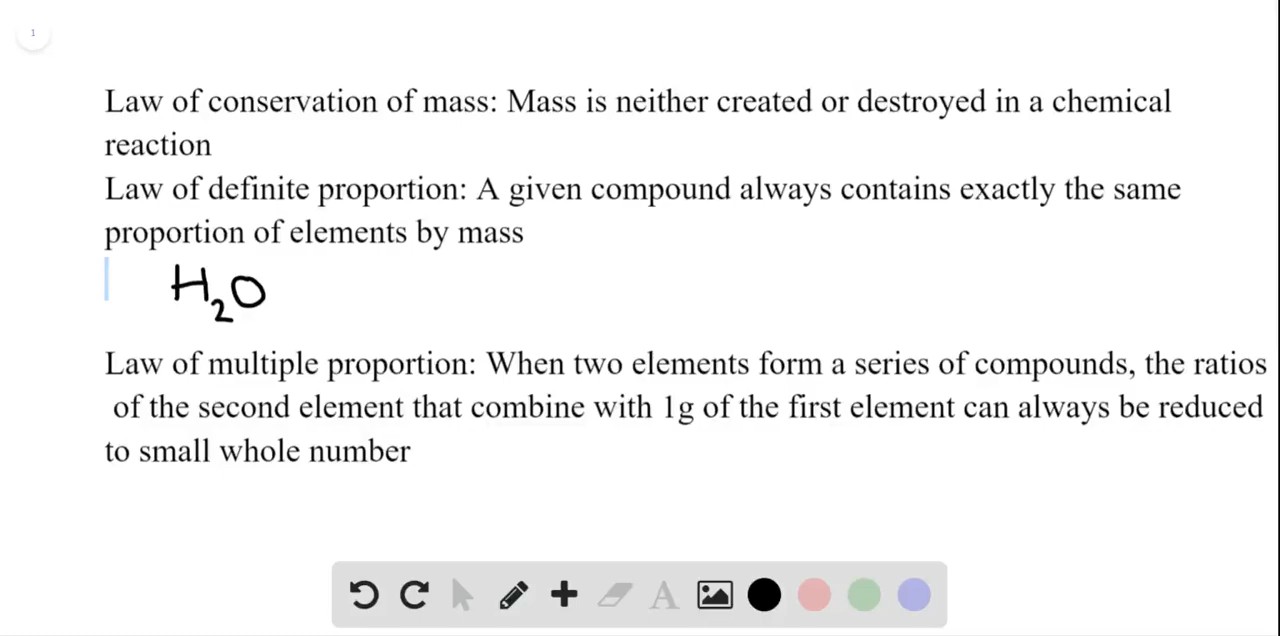 1
Law of conservation of mass: Mass is neither created or destroyed in a chemical
reaction
Law of definite proportion: A given compound always contains exactly the same
proportion of elements by mass
H₂O
Law of multiple proportion: When two elements form a series of compounds, the ratios
of the second element that combine with 1g of the first element can always be reduced
to small whole number
A